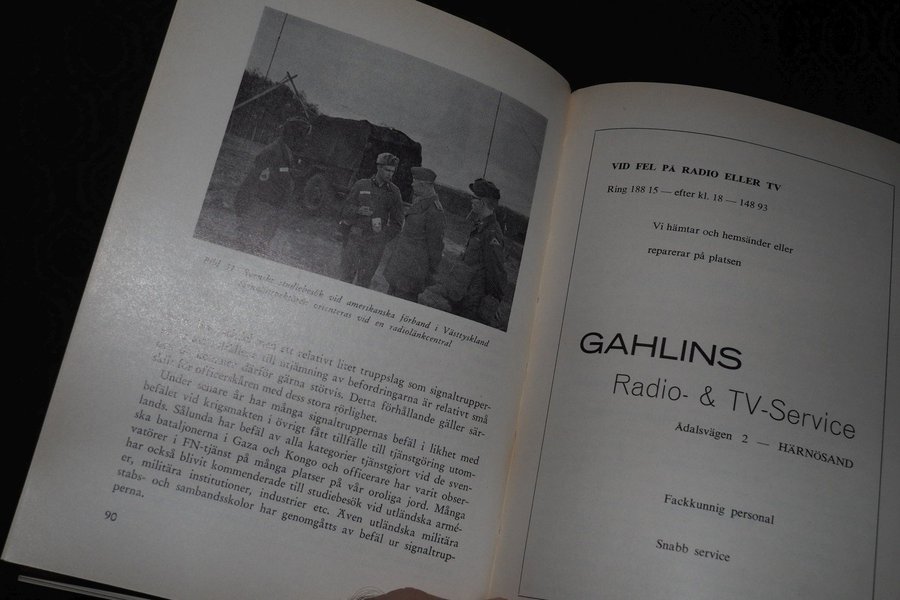 Bild 31 Svenskt studiebesök vid amerikanska förband i Västtyskland
orienteras vid en radiolänkcentral
ett relativt litet truppslag som signaltrupper-
till utjämning av befordringarna är relativt små
kommer därför gärna stötvis. Detta förhållande gäller sär-
skilt för officerskåren med dess stora rörlighet.
Under senare år har många signaltruppernas befäl i likhet med
befälet vid krigsmakten i övrigt fått tillfälle till tjänstgöring utom-
lands. Sålunda har befäl av alla kategorier tjänstgjort vid de sven-
ska bataljonerna i Gaza och Kongo och officerare har varit obser-
vatörer i FN-tjänst på många platser på vår oroliga jord. Många
har också blivit kommenderade till studiebesök vid utländska armé-
er, militära institutioner, industrier etc. Även utländska militära
stabs- och sambandsskolor har genomgåtts av befäl ur signaltrup-
perna.
90
VID FEL PÅ RADIO ELLER TV
Ring 188 15 — efter kl. 18 — 148 93
Vi hämtar och hemsänder eller
reparerar på platsen
GAHLINS
Radio- & TV-Service
Ådalsvägen 2 — HÄRNÖSAND
Fackkunnig personal
Snabb service